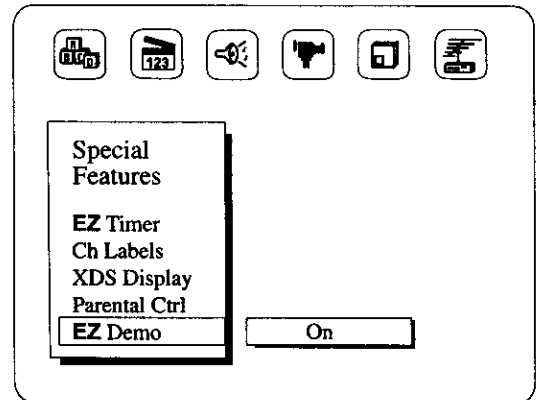 123
Special
Features
EZ Timer
Ch Labels
XDS Display
Parental Ctrl
EZ Demo
On